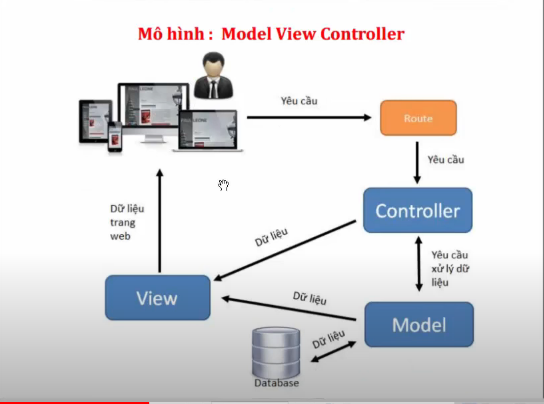 Mô hình : Model View Controller
Yêu cầu
Route
Yêu cầu
Controller
Dữ liệu
trang
web
Dữ liệu
Yêu cầu
xử lý dữ
liệu
View
Dữ liệu
Model
Dữ liệu
Database